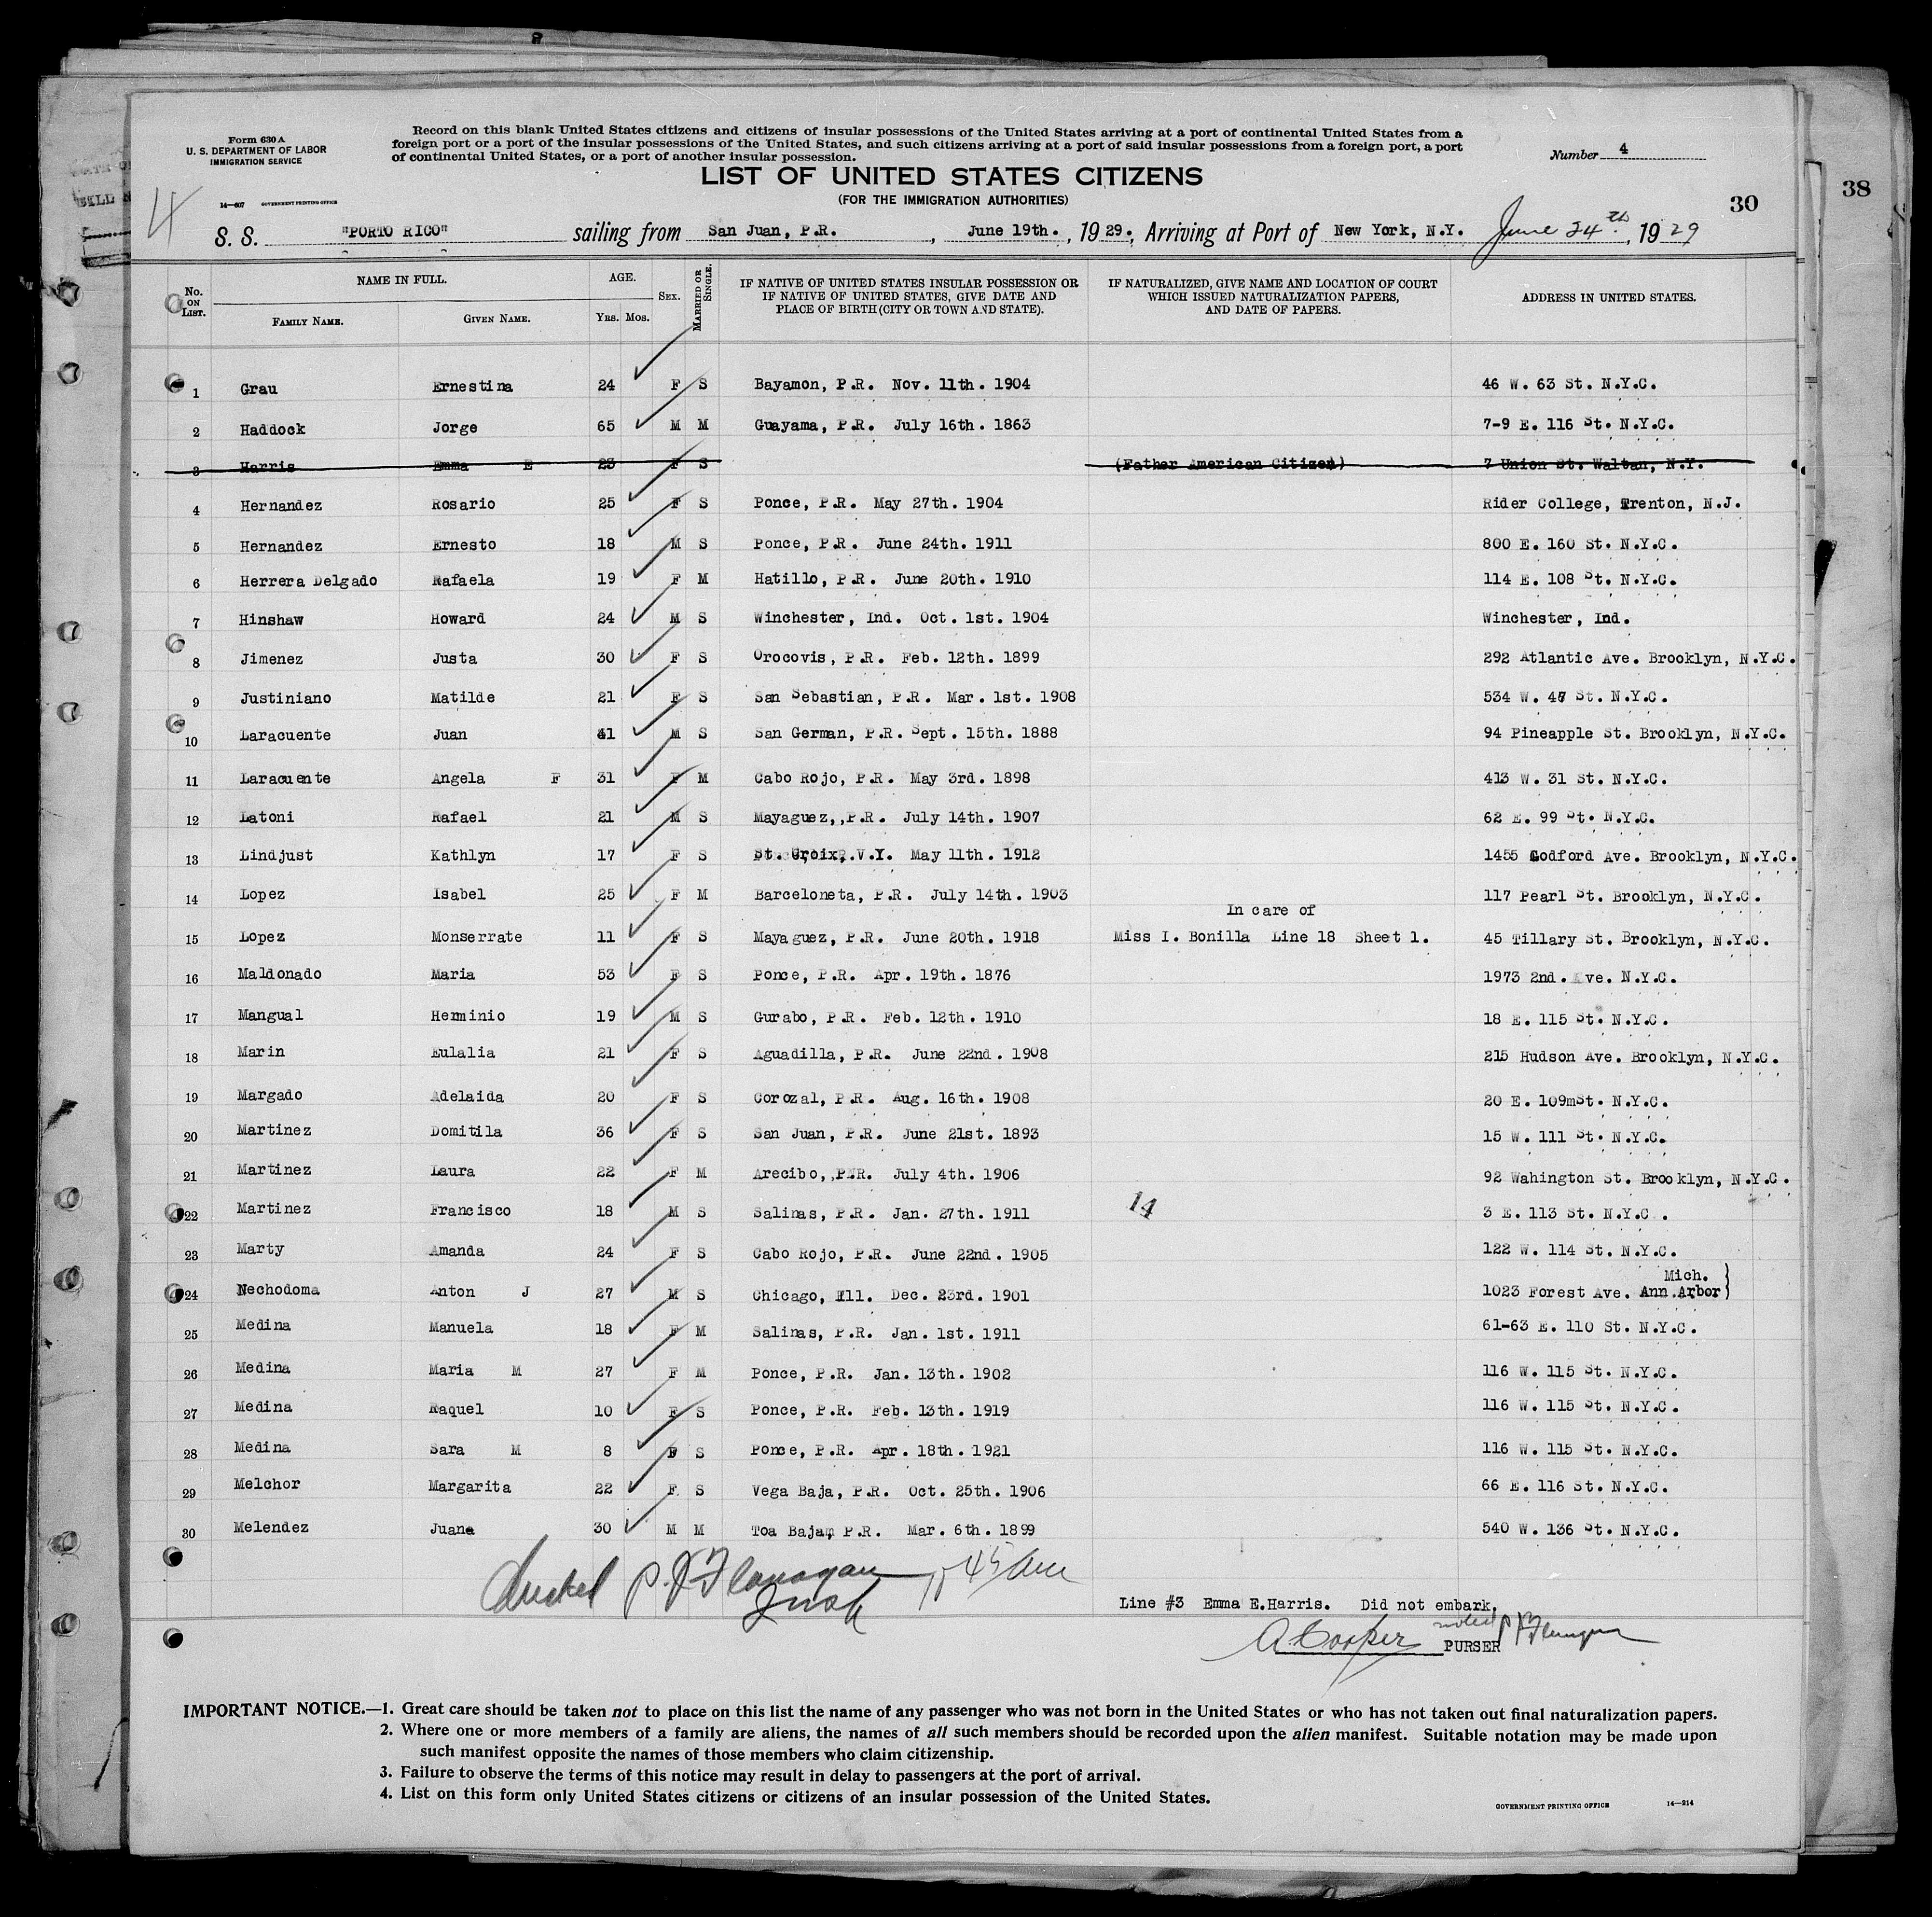 Form 630 A
U. S. DEPARTMENT OF LABOR
IMMIGRATION SERVICE
Record on this blank United States citizens and citizens of insular possessions of the United States arriving at a port of continental United States from a
foreign port or a port of the insular possessions of the United States, and such citizens arriving at a port of said insular possessions from a foreign port, a port
of continental United States, or a port of another insular possession.
Number 4
LIST OF UNITED STATES CITIZENS
(FOR THE IMMIGRATION AUTHORITIES)
14—607 GOVERNMENT PRINTING OFFICE
30
38
4
S. S. "PORTO RICO" sailing from San Juan, P.R. , June 19th. , 1929. , Arriving at Port of New York, N.Y. June 24th. , 1929
No. ON LIST. NAME IN FULL. FAMILY NAME. GIVEN NAME. AGE. YRS. MOS. SEX. MARRIED OR SINGLE. IF NATIVE OF UNITED STATES INSULAR POSSESSION OR IF NATIVE OF UNITED STATES, GIVE DATE AND PLACE OF BIRTH (CITY OR TOWN AND STATE). IF NATURALIZED, GIVE NAME AND LOCATION OF COURT WHICH ISSUED NATURALIZATION PAPERS, AND DATE OF PAPERS. ADDRESS IN UNITED STATES.
1 Grau Ernestina 24 F S Bayamon, P.R. Nov. 11th. 1904 46 W. 63 St. N.Y.C.
2 Haddock Jorge 65 M M Guayama, P.R. July 16th. 1863 7-9 E. 116 St. N.Y.C.
3 Harris Emma E 23 F S (Father American Citizen) 7 Union St. Waltan, N.Y.
4 Hernandez Rosario 25 F S Ponce, P.R. May 27th. 1904 Rider College, Trenton, N.J.
5 Hernandez Ernesto 18 M S Ponce, P.R. June 24th. 1911 800 E. 160 St. N.Y.C.
6 Herrera Delgado Rafaela 19 F M Hatillo, P.R. June 20th. 1910 114 E. 108 St. N.Y.C.
7 Hinshaw Howard 24 M S Winchester, Ind. Oct. 1st. 1904 Winchester, Ind.
8 Jimenez Justa 30 F S Orocovis, P.R. Feb. 12th. 1899 292 Atlantic Ave. Brooklyn, N.Y.C.
9 Justiniano Matilde 21 F S San Sebastian, P.R. Mar. 1st. 1908 534 W. 47 St. N.Y.C.
10 Laracuente Juan 41 M S San German, P.R. Sept. 15th. 1888 94 Pineapple St. Brooklyn, N.Y.C.
11 Laracuente Angela F 31 F M Cabo Rojo, P.R. May 3rd. 1898 413 W. 31 St. N.Y.C.
12 Latoni Rafael 21 M S Mayaguez,,P.R. July 14th. 1907 62 E. 99 St. N.Y.C.
13 Lindjust Kathlyn 17 F S St. Croix, V.I. May 11th. 1912 1455 Godford Ave. Brooklyn, N.Y.C.
14 Lopez Isabel 25 F M Barceloneta, P.R. July 14th. 1903 117 Pearl St. Brooklyn, N.Y.C.
In care of
15 Lopez Monserrate 11 F S Mayaguez, P.R. June 20th. 1918 Miss I. Bonilla Line 18 Sheet 1. 45 Tillary St. Brooklyn, N.Y.C.
16 Maldonado Maria 53 F S Ponce, P.R. Apr. 19th. 1876 1973 2nd. Ave. N.Y.C.
17 Mangual Herminio 19 M S Gurabo, P.R. Feb. 12th. 1910 18 E. 115 St. N.Y.C.
18 Marin Eulalia 21 F S Aguadilla, P.R. June 22nd. 1908 215 Hudson Ave. Brooklyn, N.Y.C.
19 Margado Adelaida 20 F S Corozal, P.R. Aug. 16th. 1908 20 E. 109mSt. N.Y.C.
20 Martinez Domitila 36 F S San Juan, P.R. June 21st. 1893 15 W. 111 St. N.Y.C.
21 Martinez Laura 22 F M Arecibo,,P.R. July 4th. 1906 92 Wahington St. Brooklyn, N.Y.C.
22 Martinez Francisco 18 M S Salinas, P.R. Jan. 27th. 1911 14 3 E. 113 St. N.Y.C.
23 Marty Amanda 24 F S Cabo Rojo, P.R. June 22nd. 1905 122 W. 114 St. N.Y.C.
Mich.
24 Nechodoma Anton J 27 M S Chicago, Ill. Dec. 23rd. 1901 1023 Forest Ave. Ann.Arbor
25 Medina Manuela 18 F M Salinas, P.R. Jan. 1st. 1911 61-63 E. 110 St. N.Y.C.
26 Medina Maria M 27 F M Ponce, P.R. Jan. 13th. 1902 116 W. 115 St. N.Y.C.
27 Medina Raquel 10 F S Ponce, P.R. Feb. 13th. 1919 116 W. 115 St. N.Y.C.
28 Medina Sara M 8 F S Ponce, P.R. Apr. 18th. 1921 116 W. 115 St. N.Y.C.
29 Melchor Margarita 22 F S Vega Baja, P.R. Oct. 25th. 1906 66 E. 116 St. N.Y.C.
30 Melendez Juana 30 M M Toa Bajam P.R. Mar. 6th. 1899 540 W. 136 St. N.Y.C.
P. J. Flanagan
Insp
Line #3 Emma E.Harris. Did not embark.
A. Cooper PURSER noted P J Flanagan
IMPORTANT NOTICE.—1. Great care should be taken not to place on this list the name of any passenger who was not born in the United States or who has not taken out final naturalization papers.
2. Where one or more members of a family are aliens, the names of all such members should be recorded upon the alien manifest. Suitable notation may be made upon
such manifest opposite the names of those members who claim citizenship.
3. Failure to observe the terms of this notice may result in delay to passengers at the port of arrival.
4. List on this form only United States citizens or citizens of an insular possession of the United States.
GOVERNMENT PRINTING OFFICE 14—214